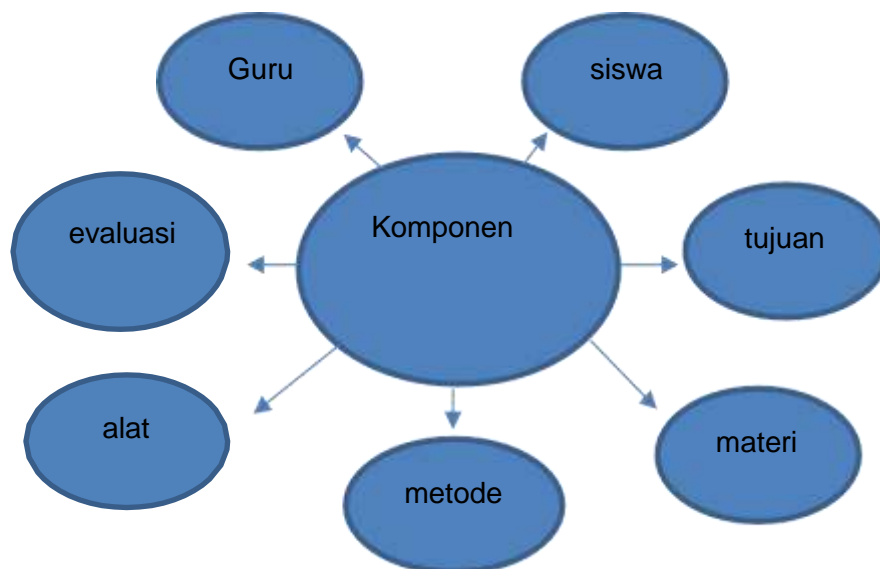 Guru
siswa
evaluasi
Komponen
tujuan
alat
materi
metode